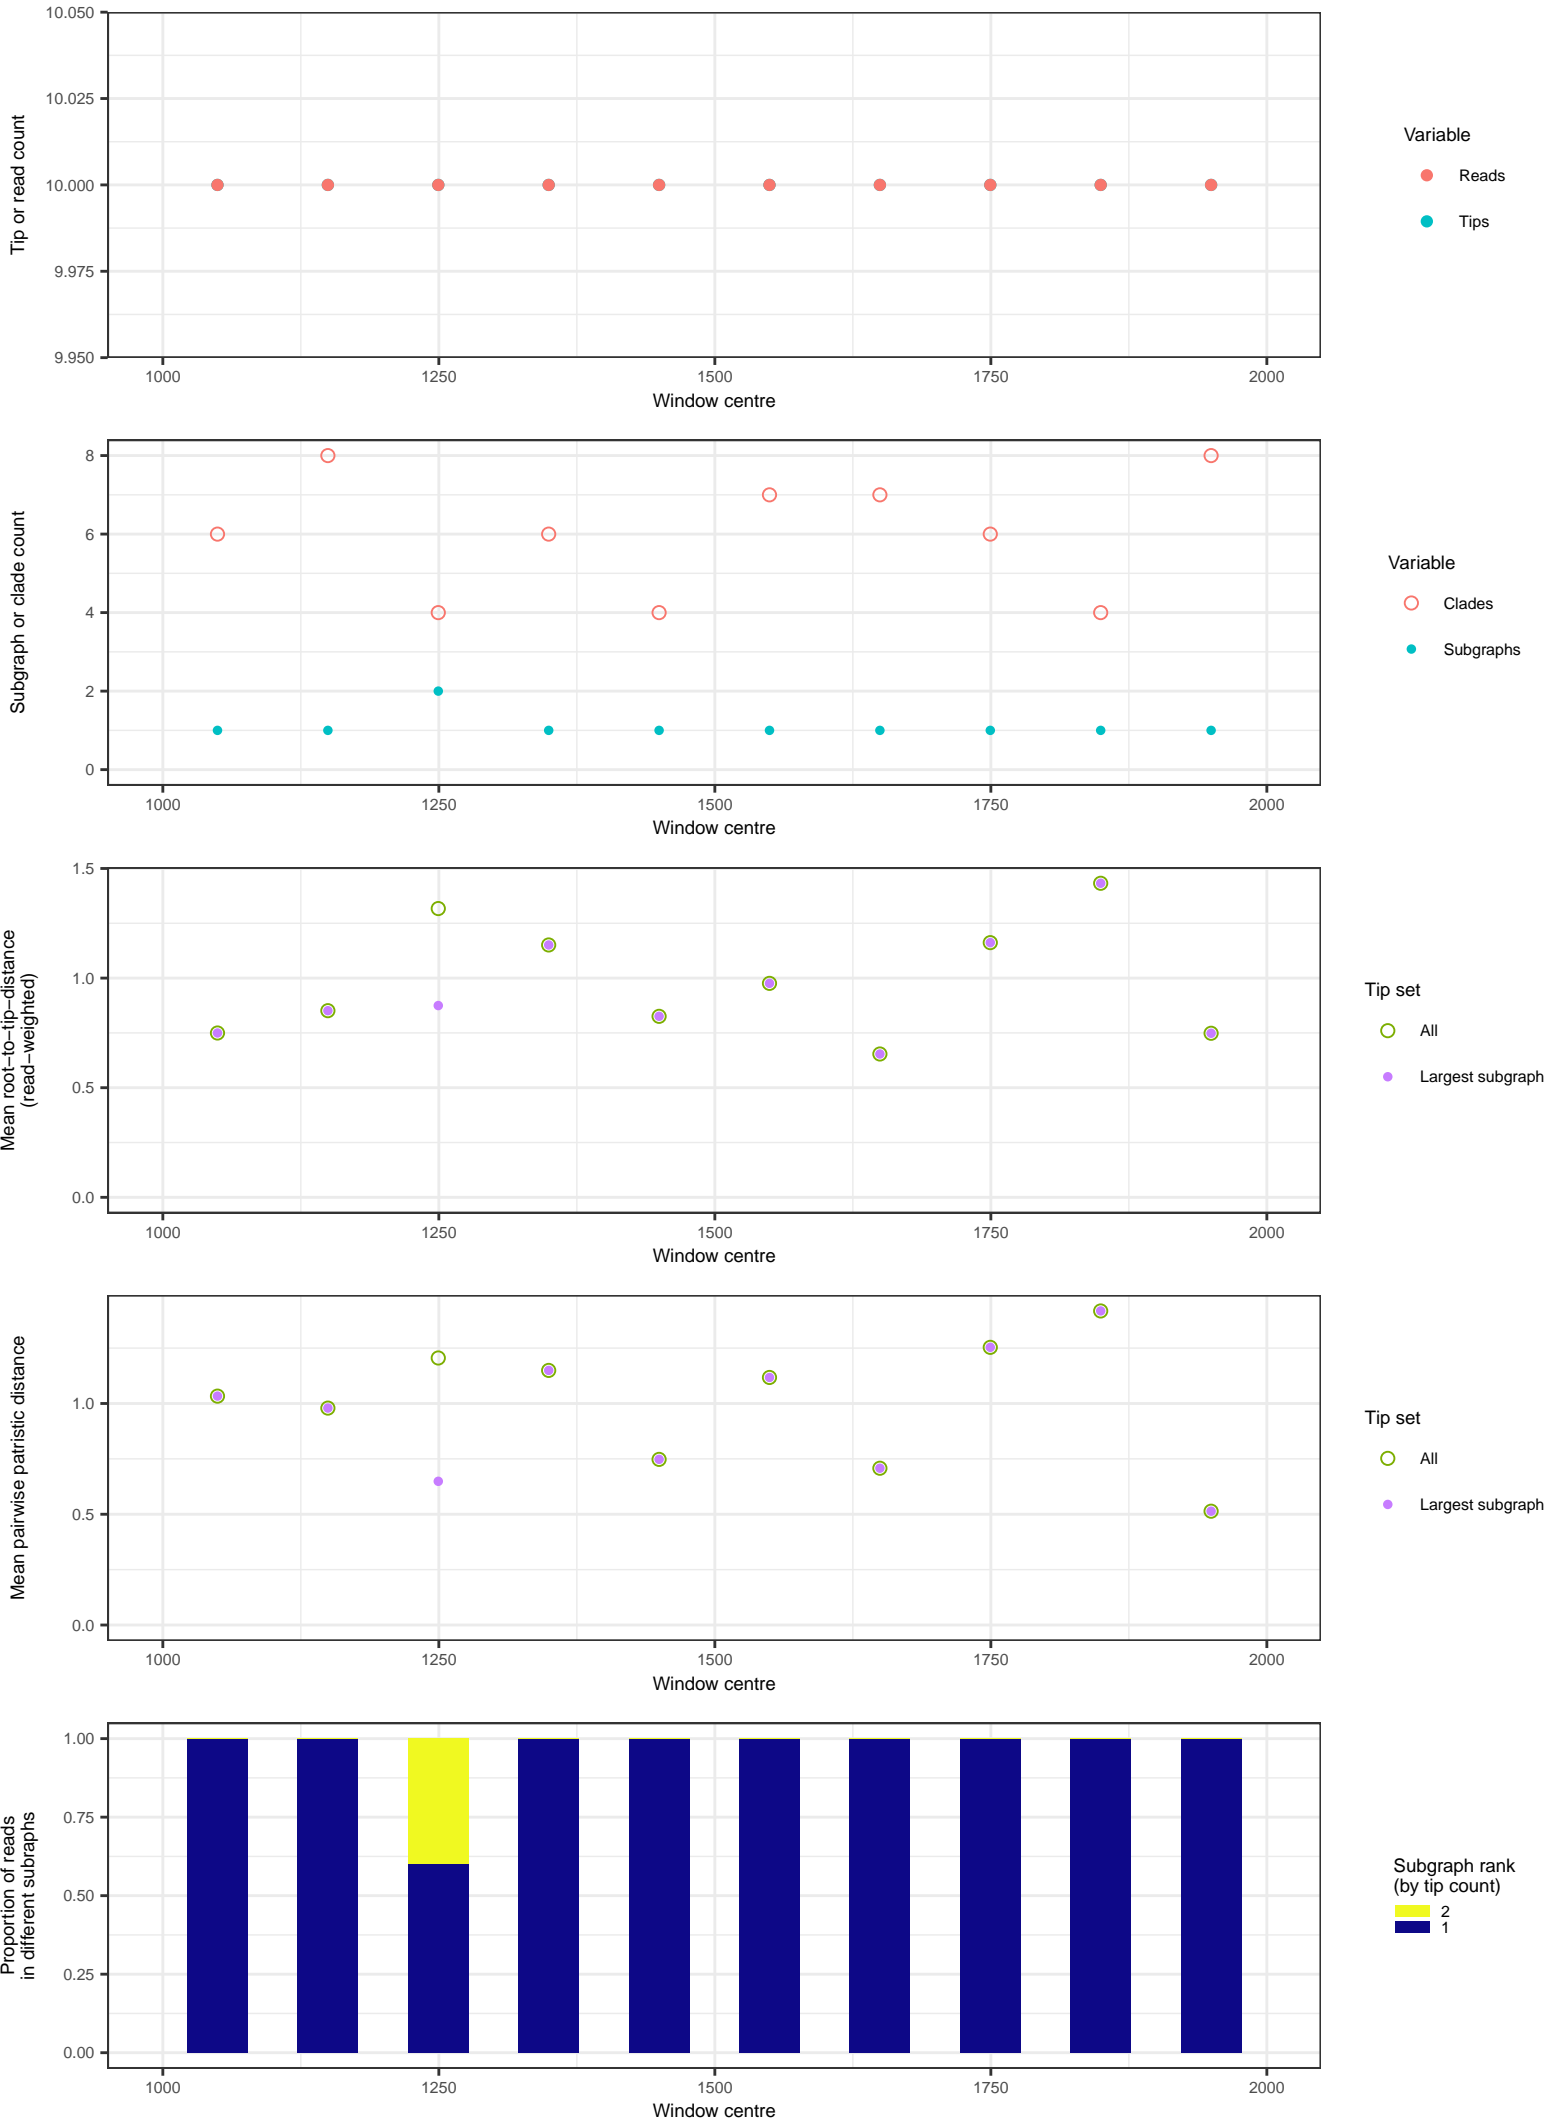 10.050
10.025
10.000
9.975
9.950
Tip or read count
1000 1250 1500 1750 2000
Window centre
Variable
Reads
Tips
8
6
4
2
0
Subgraph or clade count
1000 1250 1500 1750 2000
Window centre
Variable
Clades
Subgraphs
1.5
1.0
0.5
0.0
Mean root−to−tip−distance
(read−weighted)
1000 1250 1500 1750 2000
Window centre
Tip set
All
Largest subgraph
1.0
0.5
0.0
Mean pairwise patristic distance
1000 1250 1500 1750 2000
Window centre
Tip set
All
Largest subgraph
1.00
0.75
0.50
0.25
0.00
Proportion of reads
in different subraphs
1000 1250 1500 1750 2000
Window centre
Subgraph rank
(by tip count)
2
1